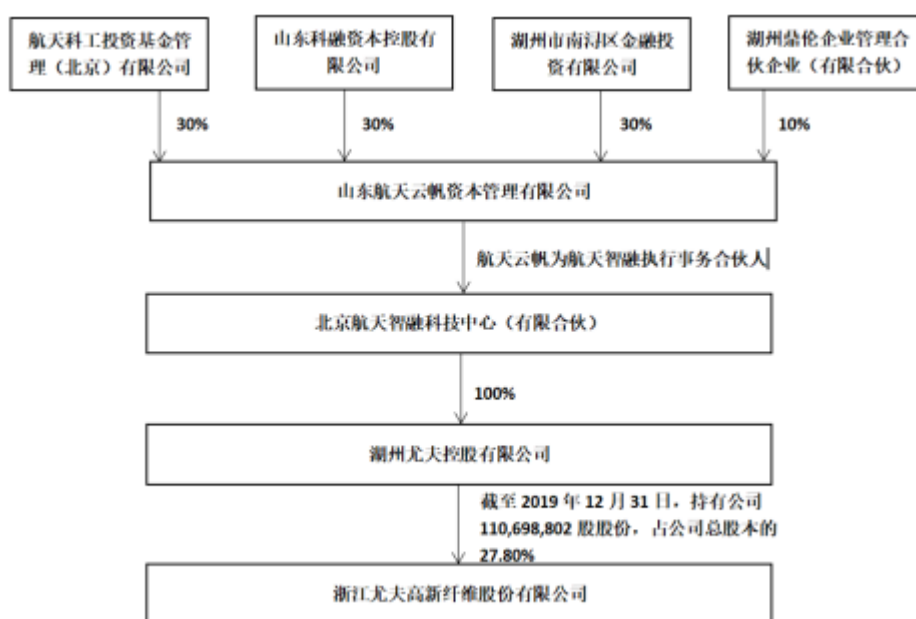 航天科工投资基金管
理（北京）有限公司
山东科融资本控股有
限公司
湖州市南浔区金融投
资有限公司
湖州鼎伦企业管理合
伙企业（有限合伙）
30%
30%
30%
10%
山东航天云帆资本管理有限公司
航天云帆为航天智融执行事务合伙人
北京航天智融科技中心（有限合伙）
100%
湖州尤夫控股有限公司
截至 2019 年 12 月 31 日，持有公司
110,698,802 股股份，占公司总股本的
27.80%
浙江尤夫高新纤维股份有限公司